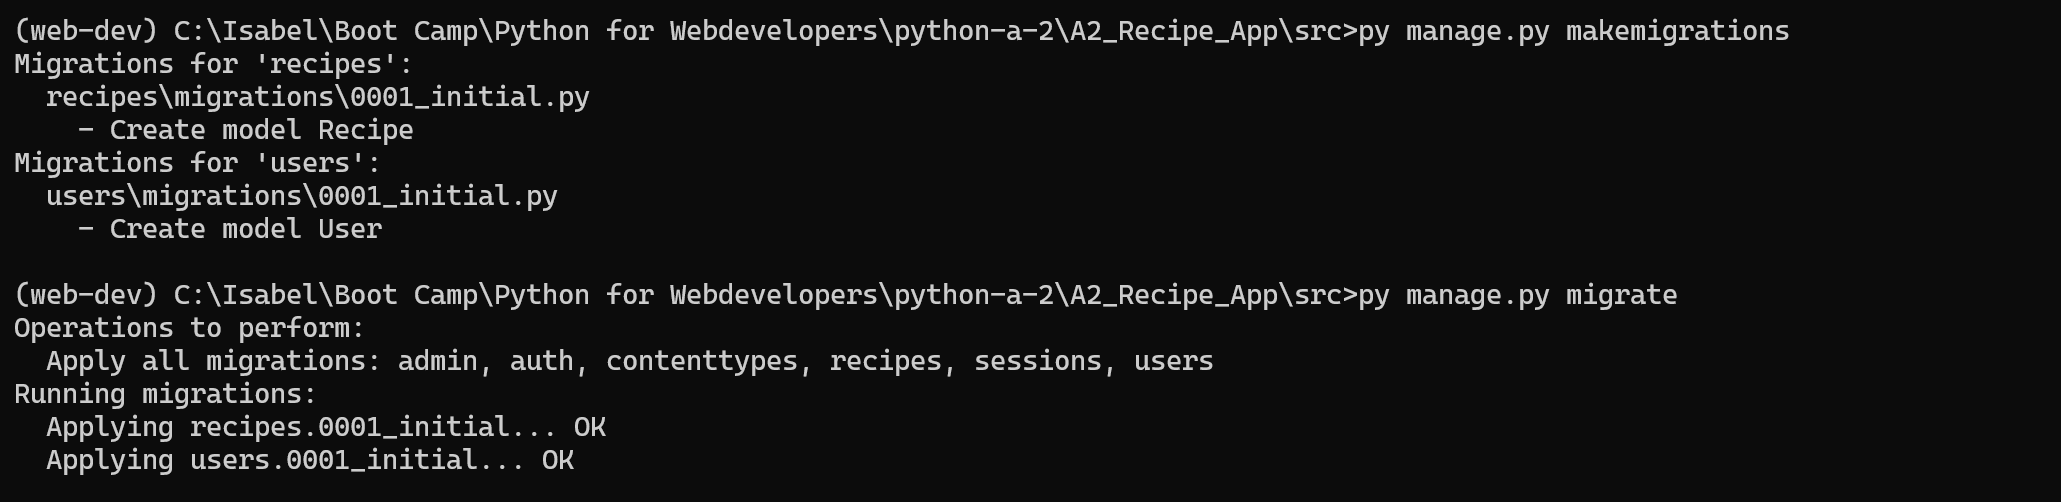 (web-dev) C:\Isabel\Boot Camp\Python for Webdevelopers\python-a-2\A2_Recipe_App\src>py manage.py makemigrations
Migrations for 'recipes':
  recipes\migrations\0001_initial.py
    - Create model Recipe
Migrations for 'users':
  users\migrations\0001_initial.py
    - Create model User

(web-dev) C:\Isabel\Boot Camp\Python for Webdevelopers\python-a-2\A2_Recipe_App\src>py manage.py migrate
Operations to perform:
  Apply all migrations: admin, auth, contenttypes, recipes, sessions, users
Running migrations:
  Applying recipes.0001_initial... OK
  Applying users.0001_initial... OK